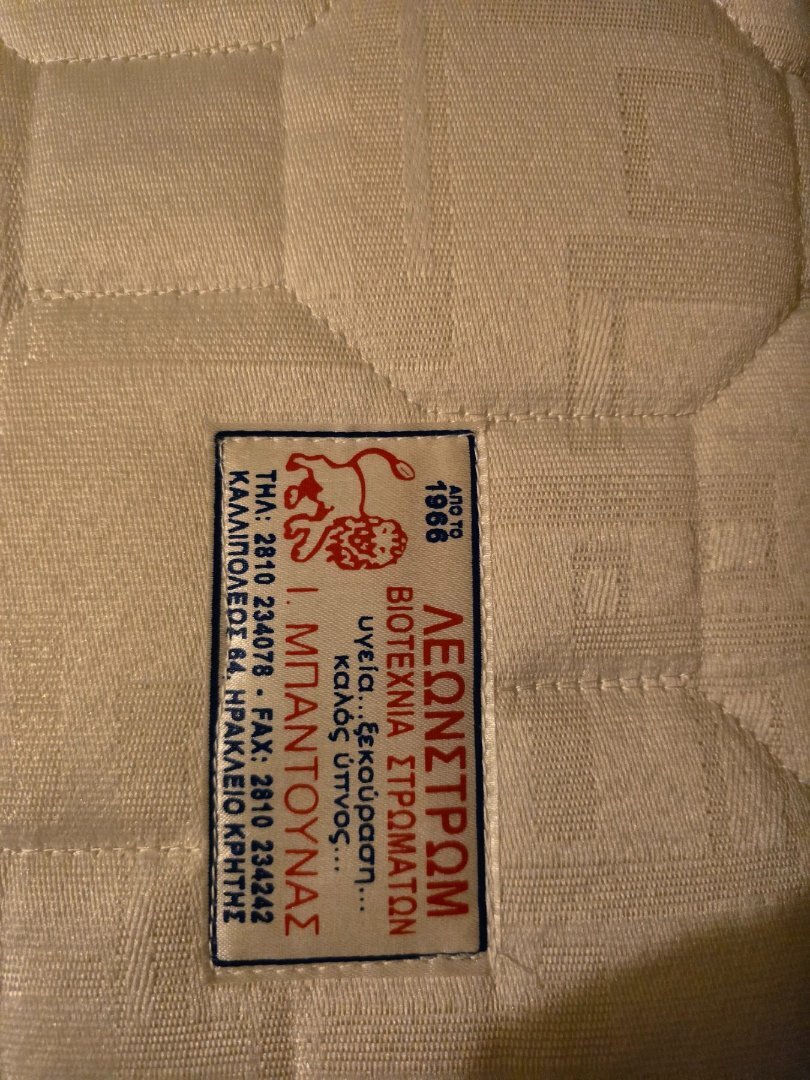 ΑΠΟ ΤΟ
1966
ΛΕΩΝΣΤΡΩΜ
ΒΙΟΤΕΧΝΙΑ ΣΤΡΩΜΑΤΩΝ
υγεία...ξεκούραση...
καλός ύπνος...
Ι. ΜΠΑΝΤΟΥΝΑΣ
ΤΗΛ: 2810 234078 - FAX: 2810 234242
ΚΑΛΛΙΠΟΛΕΩΣ 64, ΗΡΑΚΛΕΙΟ ΚΡΗΤΗΣ